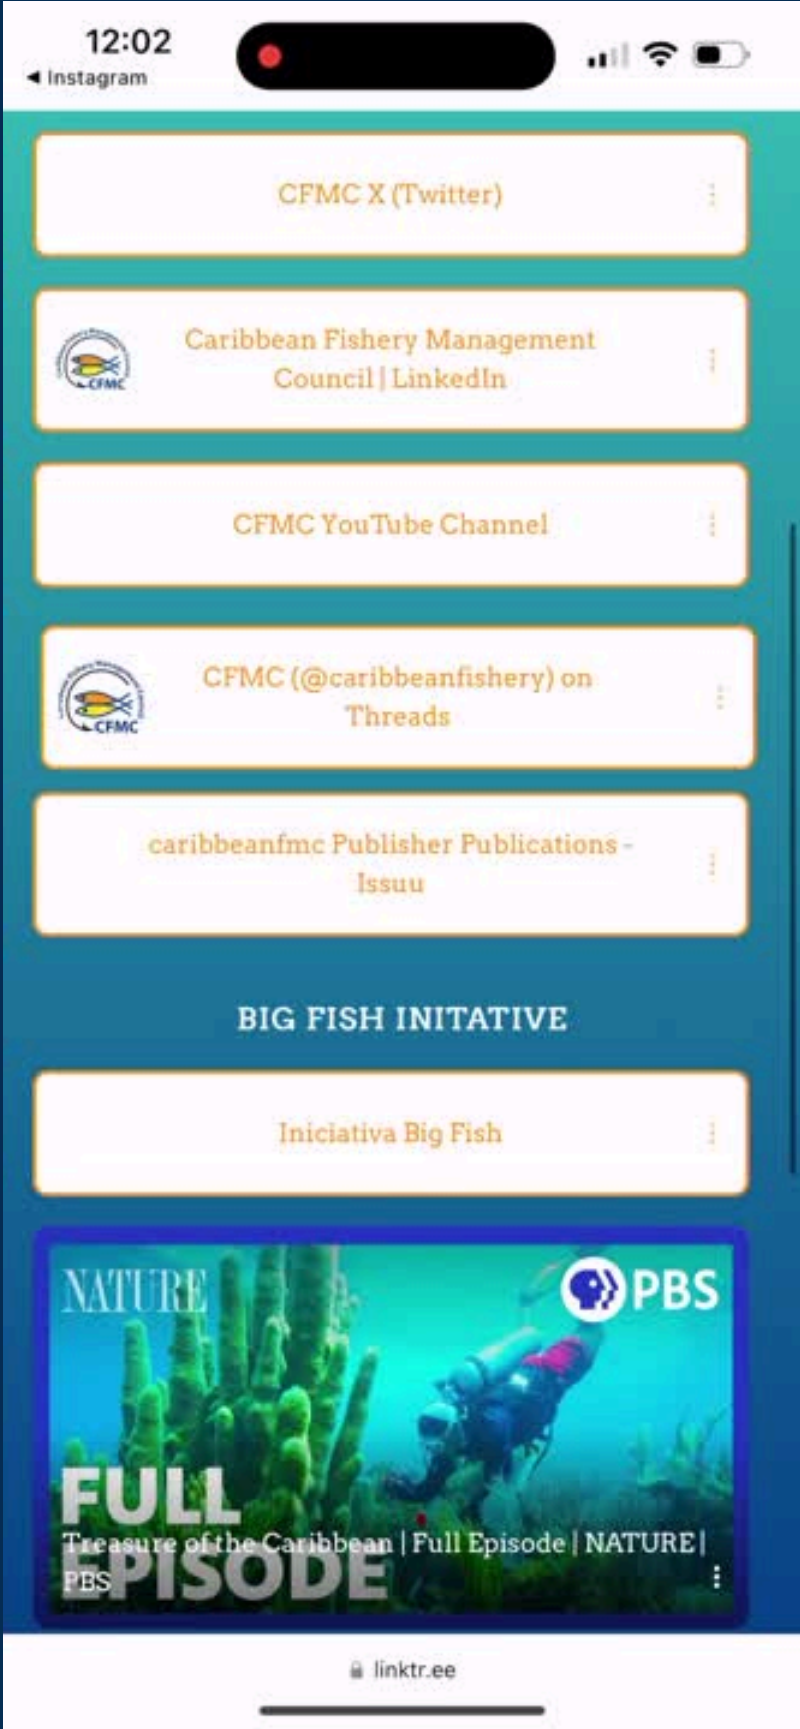 12:02
◀ Instagram
CFMC X (Twitter)
Caribbean Fishery Management
Council | LinkedIn
CFMC
CFMC YouTube Channel
CFMC (@caribbeanfishery) on
Threads
CFMC
caribbeanfmc Publisher Publications -
Issuu
BIG FISH INITATIVE
Iniciativa Big Fish
NATURE
PBS
FULL
EPISODE
Treasure of the Caribbean | Full Episode | NATURE |
PBS
linktr.ee